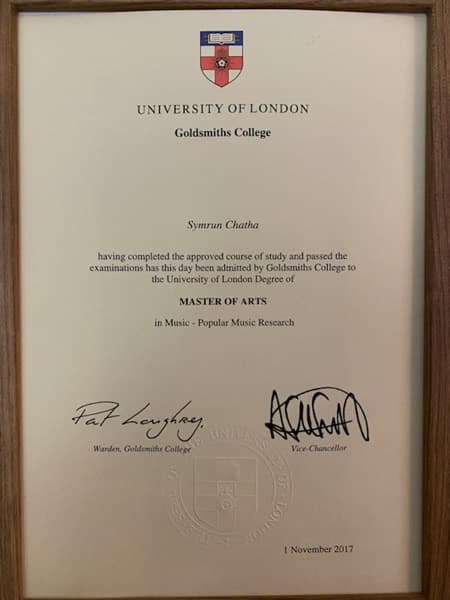 UNIVERSITY OF LONDON
Goldsmiths College
Symrun Chatha
having completed the approved course of study and passed the
examinations has this day been admitted by Goldsmiths College to
the University of London Degree of
MASTER OF ARTS
in Music - Popular Music Research
Pat Loughrey.
Warden, Goldsmiths College
Vice-Chancellor
1 November 2017